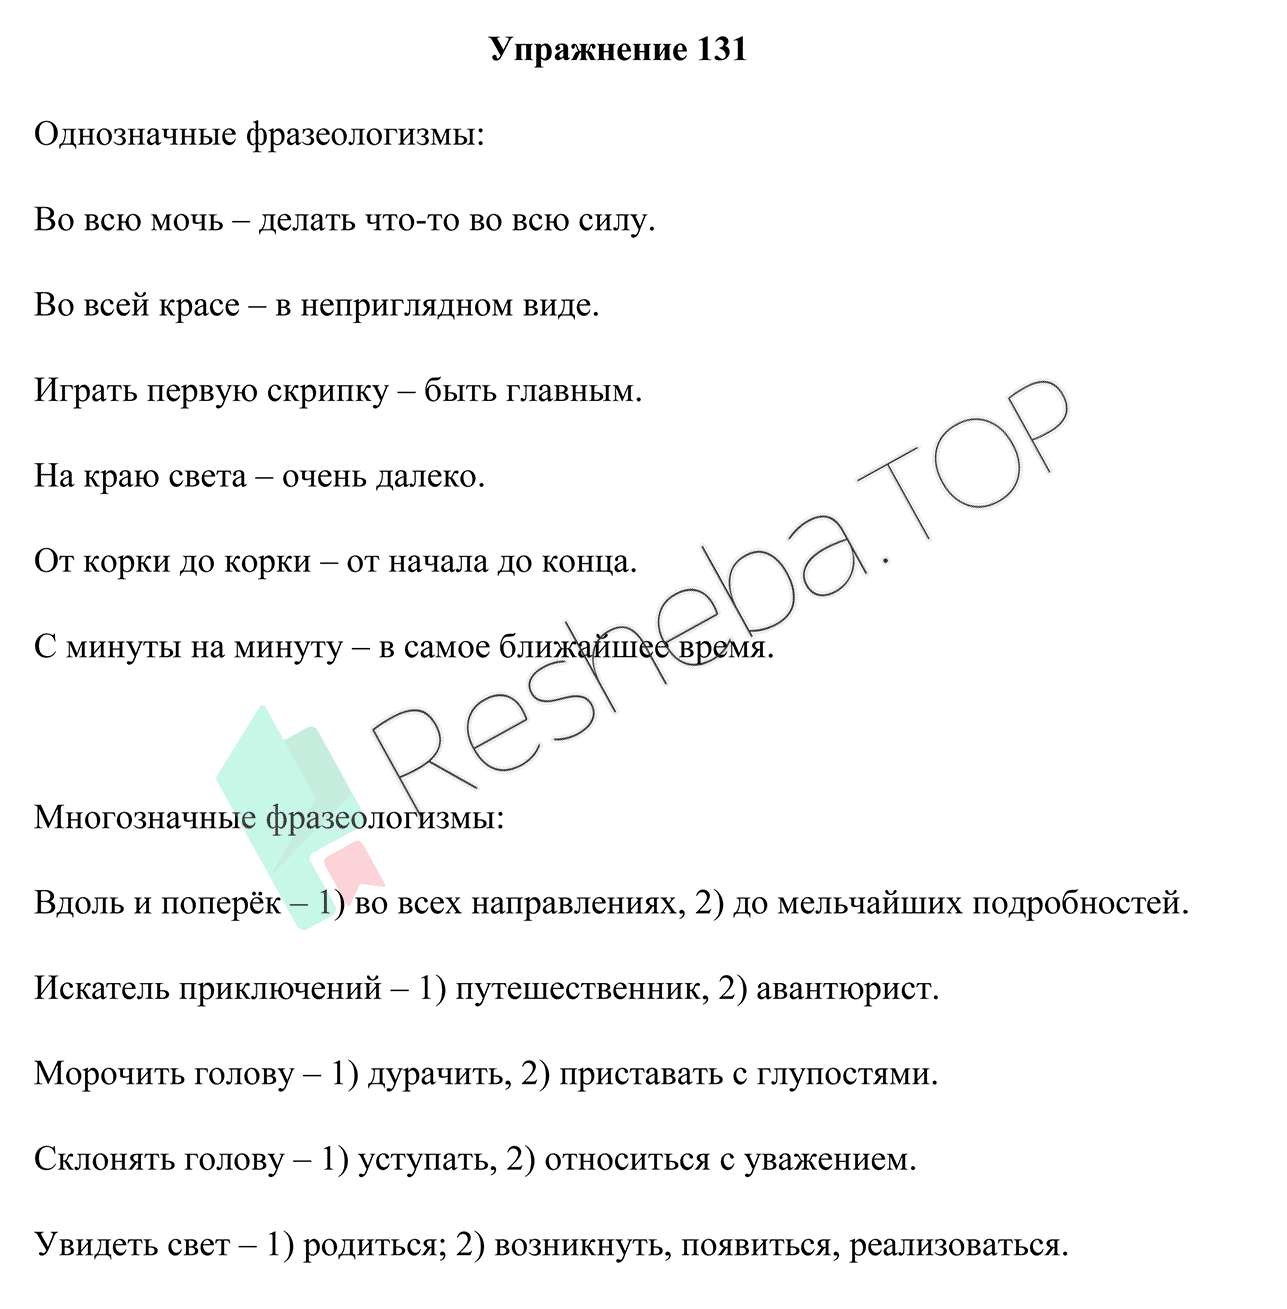 Упражнение 131
Однозначные фразеологизмы:
Во всю мочь – делать что-то во всю силу.
Во всей красе – в неприглядном виде.
Играть первую скрипку – быть главным.
На краю света – очень далеко.
От корки до корки – от начала до конца.
С минуты на минуту – в самое ближайшее время.
Resheba.TOP
Многозначные фразеологизмы:
Вдоль и поперёк – 1) во всех направлениях, 2) до мельчайших подробностей.
Искатель приключений – 1) путешественник, 2) авантюрист.
Морочить голову – 1) дурачить, 2) приставать с глупостями.
Склонять голову – 1) уступать, 2) относиться с уважением.
Увидеть свет – 1) родиться; 2) возникнуть, появиться, реализоваться.